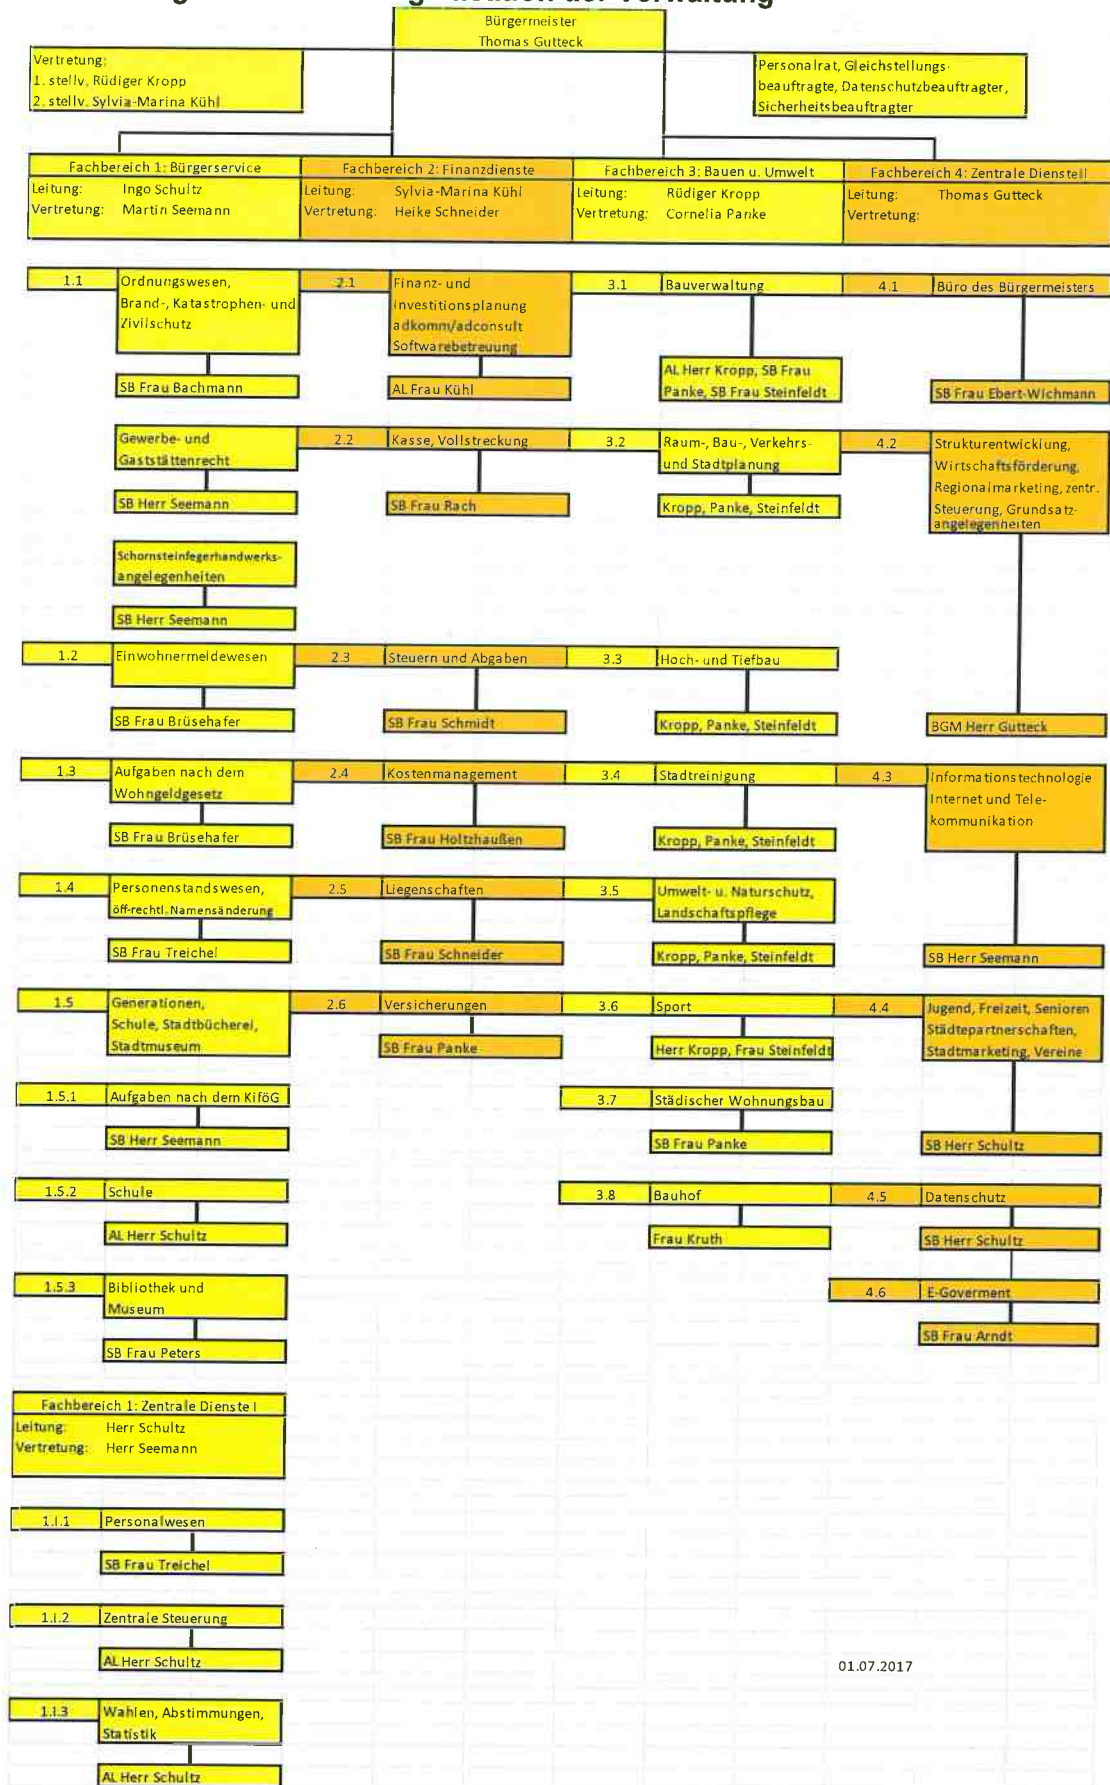 Bürgermeister
Thomas Gutteck
Vertretung:
1. stellv. Rüdiger Kropp
2. stellv. Sylvia-Marina Kühl
Personalrat, Gleichstellungs-
beauftragte, Datenschutzbeauftragter,
Sicherheitsbeauftragter
Fachbereich 1: Bürgerservice
Leitung: Ingo Schultz
Vertretung: Martin Seemann
Fachbereich 2: Finanzdienste
Leitung: Sylvia-Marina Kühl
Vertretung: Heike Schneider
Fachbereich 3: Bauen u. Umwelt
Leitung: Rüdiger Kropp
Vertretung: Cornelia Panke
Fachbereich 4: Zentrale Dienste II
Leitung: Thomas Gutteck
Vertretung:
1.1 Ordnungswesen,
Brand-, Katastrophen- und
Zivilschutz
SB Frau Bachmann
Gewerbe- und
Gaststättenrecht
SB Herr Seemann
Schornsteinfegerhandwerks-
angelegenheiten
SB Herr Seemann
1.2 Einwohnermeldewesen
SB Frau Brüsehafer
1.3 Aufgaben nach dem
Wohngeldgesetz
SB Frau Brüsehafer
1.4 Personenstandswesen,
öff-rechtl. Namensänderung
SB Frau Treichel
1.5 Generationen,
Schule, Stadtbücherei,
Stadtmuseum
1.5.1 Aufgaben nach dem KiföG
SB Herr Seemann
1.5.2 Schule
AL Herr Schultz
1.5.3 Bibliothek und
Museum
SB Frau Peters
Fachbereich 1: Zentrale Dienste I
Leitung: Herr Schultz
Vertretung: Herr Seemann
1.I.1 Personalwesen
SB Frau Treichel
1.I.2 Zentrale Steuerung
AL Herr Schultz
1.I.3 Wahlen, Abstimmungen,
Statistik
AL Herr Schultz
2.1 Finanz- und
Investitionsplanung
adkomm/adconsult
Softwarebetreuung
AL Frau Kühl
2.2 Kasse, Vollstreckung
SB Frau Rach
2.3 Steuern und Abgaben
SB Frau Schmidt
2.4 Kostenmanagement
SB Frau Holtzhaußen
2.5 Liegenschaften
SB Frau Schneider
2.6 Versicherungen
SB Frau Panke
3.1 Bauverwaltung
AL Herr Kropp, SB Frau
Panke, SB Frau Steinfeldt
3.2 Raum-, Bau-, Verkehrs-
und Stadtplanung
Kropp, Panke, Steinfeldt
3.3 Hoch- und Tiefbau
Kropp, Panke, Steinfeldt
3.4 Stadtreinigung
Kropp, Panke, Steinfeldt
3.5 Umwelt- u. Naturschutz,
Landschaftspflege
Kropp, Panke, Steinfeldt
3.6 Sport
Herr Kropp, Frau Steinfeldt
3.7 Städischer Wohnungsbau
SB Frau Panke
3.8 Bauhof
Frau Kruth
4.1 Büro des Bürgermeisters
SB Frau Ebert-Wichmann
4.2 Strukturentwicklung,
Wirtschaftsförderung,
Regionalmarketing, zentr.
Steuerung, Grundsatz-
angelegenheiten
BGM Herr Gutteck
4.3 Informationstechnologie
Internet und Tele-
kommunikation
SB Herr Seemann
4.4 Jugend, Freizeit, Senioren
Städtepartnerschaften,
Stadtmarketing, Vereine
SB Herr Schultz
4.5 Datenschutz
SB Herr Schultz
4.6 E-Goverment
SB Frau Arndt
01.07.2017